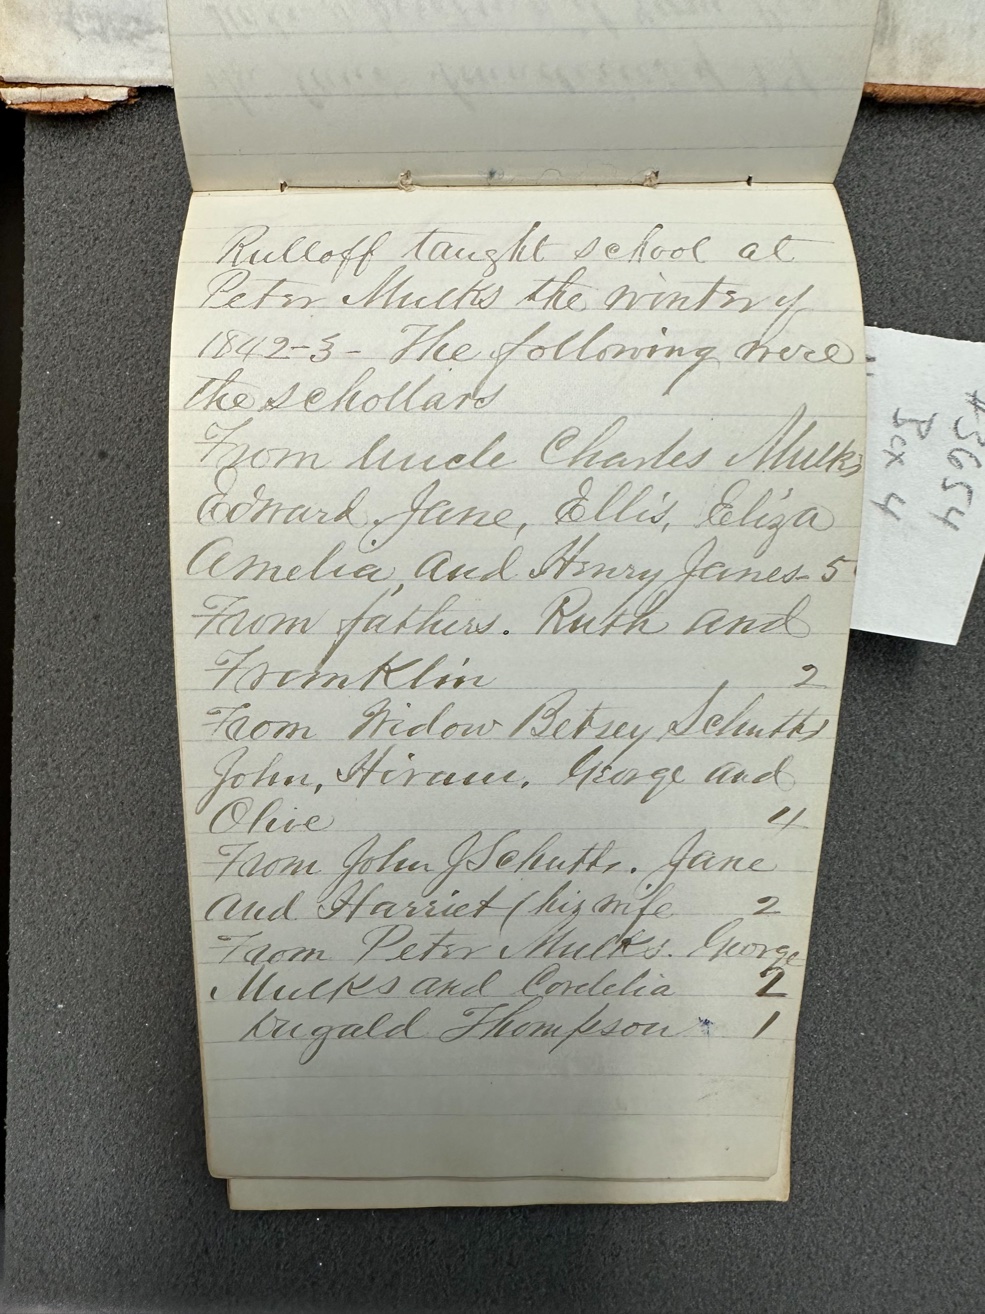 Rulloff taught school at
Peter Mulks the winter of
1842-3- The following were
the schollars
From Uncle Charles Mulks
Edward Jane, Ellis, Eliza
Amelia, and Henry Janes- 5
From fathers. Ruth and
Framklin 2
From Widow Betsey Schutts
John, Hiram, George and
Olive 4
From John J Schutts. Jane
and Harriet (his wife 2
From Peter Mulks. George
Mulks and Cordelia 2
Dugald Thompson * 1
#3654
Box 4